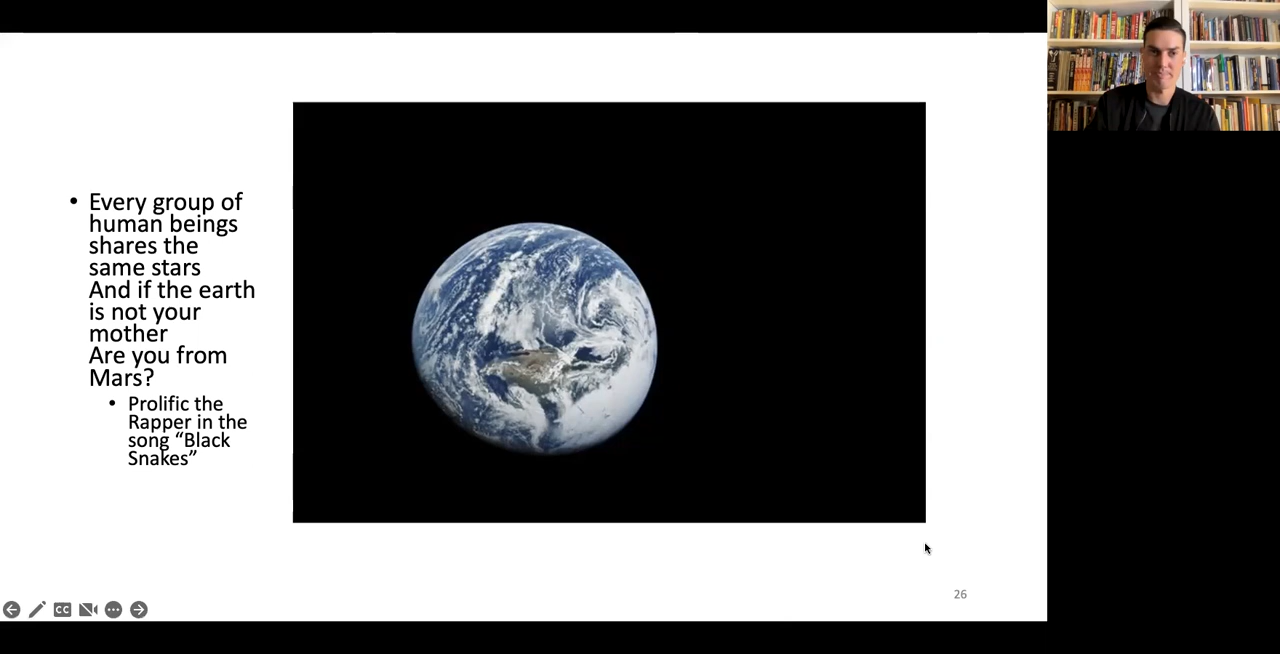 • Every group of
human beings
shares the
same stars
And if the earth
is not your
mother
Are you from
Mars?
• Prolific the
Rapper in the
song “Black
Snakes”
26
CC